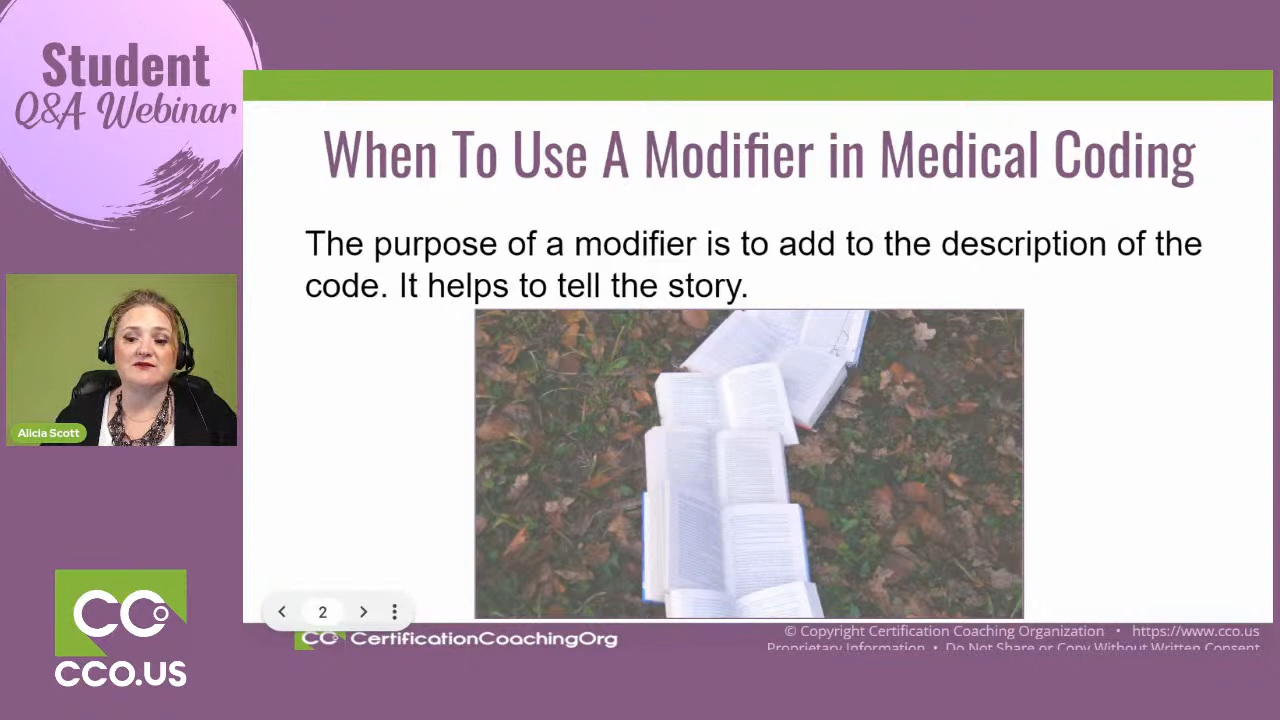 Student
Q&A Webinar
When To Use A Modifier in Medical Coding
The purpose of a modifier is to add to the description of the
code. It helps to tell the story.
Alicia Scott
2
CCO
CCO.US
CCO CertificationCoachingOrg
© Copyright Certification Coaching Organization • https://www.cco.us
Proprietary Information • Do Not Share or Copy Without Written Consent